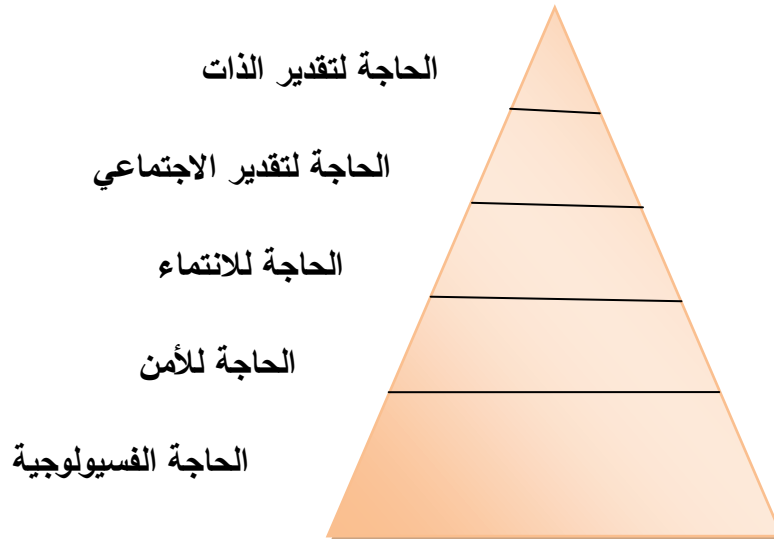 الحاجة لتقدير الذات
الحاجة لتقدير الاجتماعي
الحاجة للانتماء
الحاجة للأمن
الحاجة الفسيولوجية